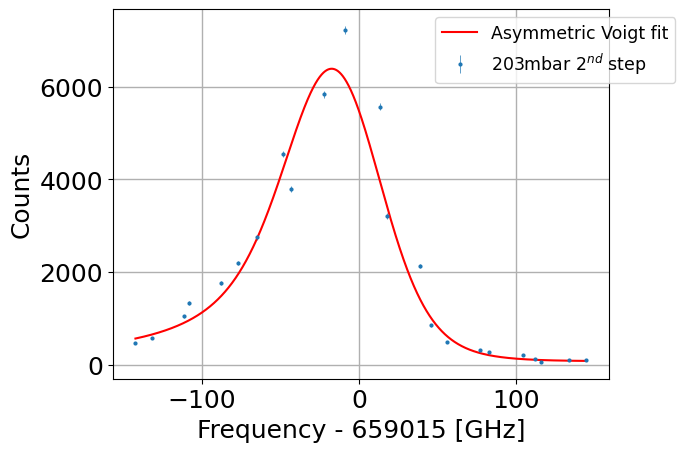 Asymmetric Voigt fit
203mbar 2nd step
6000
4000
2000
0
Counts
−100 0 100
Frequency - 659015 [GHz]